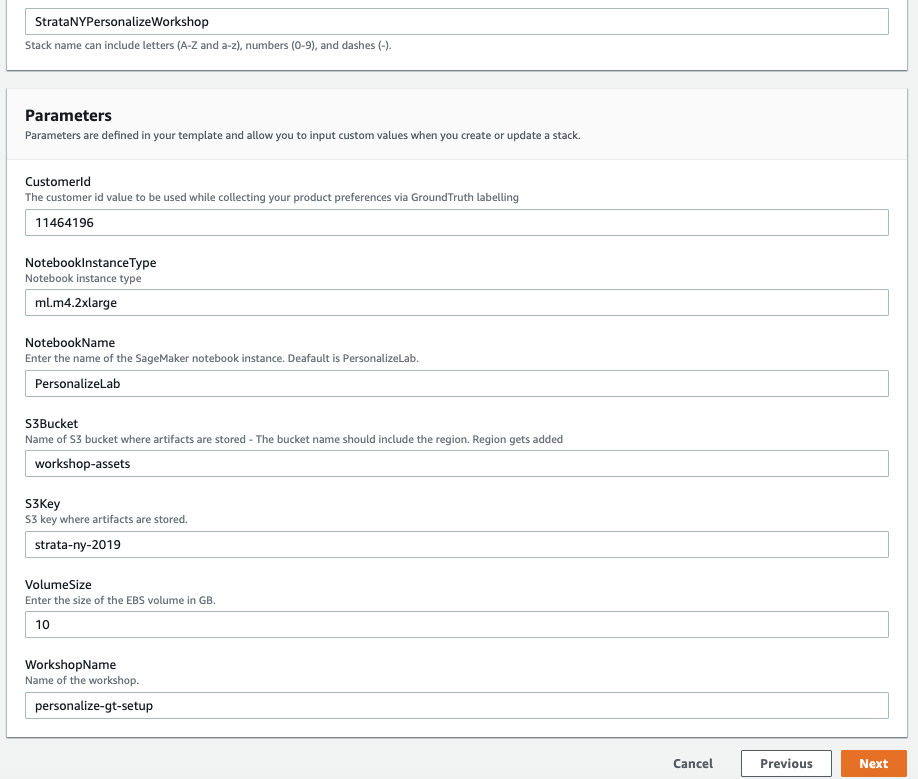 StrataNYPersonalizeWorkshop
Stack name can include letters (A-Z and a-z), numbers (0-9), and dashes (-).
Parameters
Parameters are defined in your template and allow you to input custom values when you create or update a stack.
CustomerId
The customer id value to be used while collecting your product preferences via GroundTruth labelling
11464196
NotebookInstanceType
Notebook instance type
ml.m4.2xlarge
NotebookName
Enter the name of the SageMaker notebook instance. Deafault is PersonalizeLab.
PersonalizeLab
S3Bucket
Name of S3 bucket where artifacts are stored - The bucket name should include the region. Region gets added
workshop-assets
S3Key
S3 key where artifacts are stored.
strata-ny-2019
VolumeSize
Enter the size of the EBS volume in GB.
10
WorkshopName
Name of the workshop.
personalize-gt-setup
Cancel Previous Next